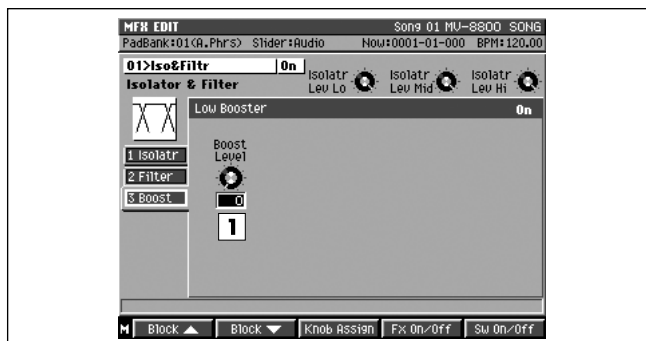 MFX EDIT Song 01 MV-8800 SONG
PadBank:01(A.Phrs) Slider:Audio Now:0001-01-000 BPM:120.00
01>Iso&Filtr On
Isolator & Filter
Isolatr Lev Lo
Isolatr Lev Mid
Isolatr Lev Hi
Low Booster On
1 Isolatr
2 Filter
3 Boost
Boost
Level
0
1
M Block ▲ Block ▼ Knob Assign Fx On/Off Sw On/Off